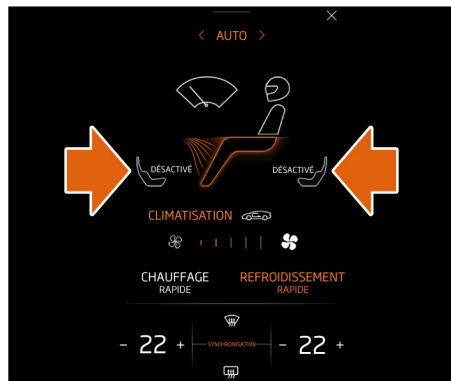 < AUTO >
DÉSACTIVÉ DÉSACTIVÉ
CLIMATISATION
CHAUFFAGE REFROIDISSEMENT
RAPIDE RAPIDE
- 22 + SYNCHRONISATION - 22 +